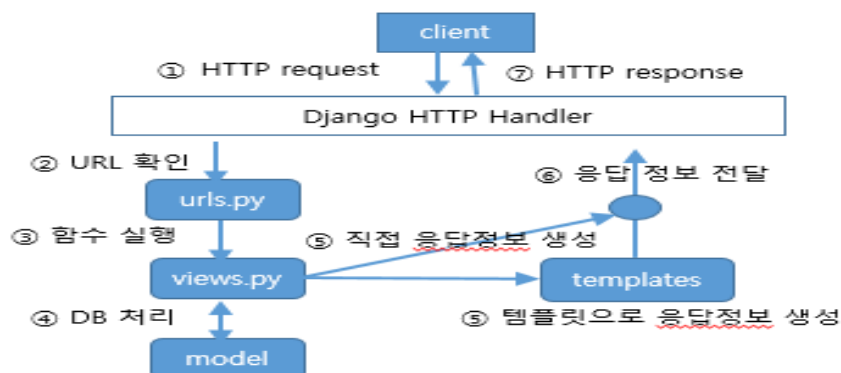 client
① HTTP request
⑦ HTTP response
Django HTTP Handler
② URL 확인
⑥ 응답 정보 전달
urls.py
③ 함수 실행
⑤ 직접 응답정보 생성
views.py
templates
④ DB 처리
⑤ 템플릿으로 응답정보 생성
model